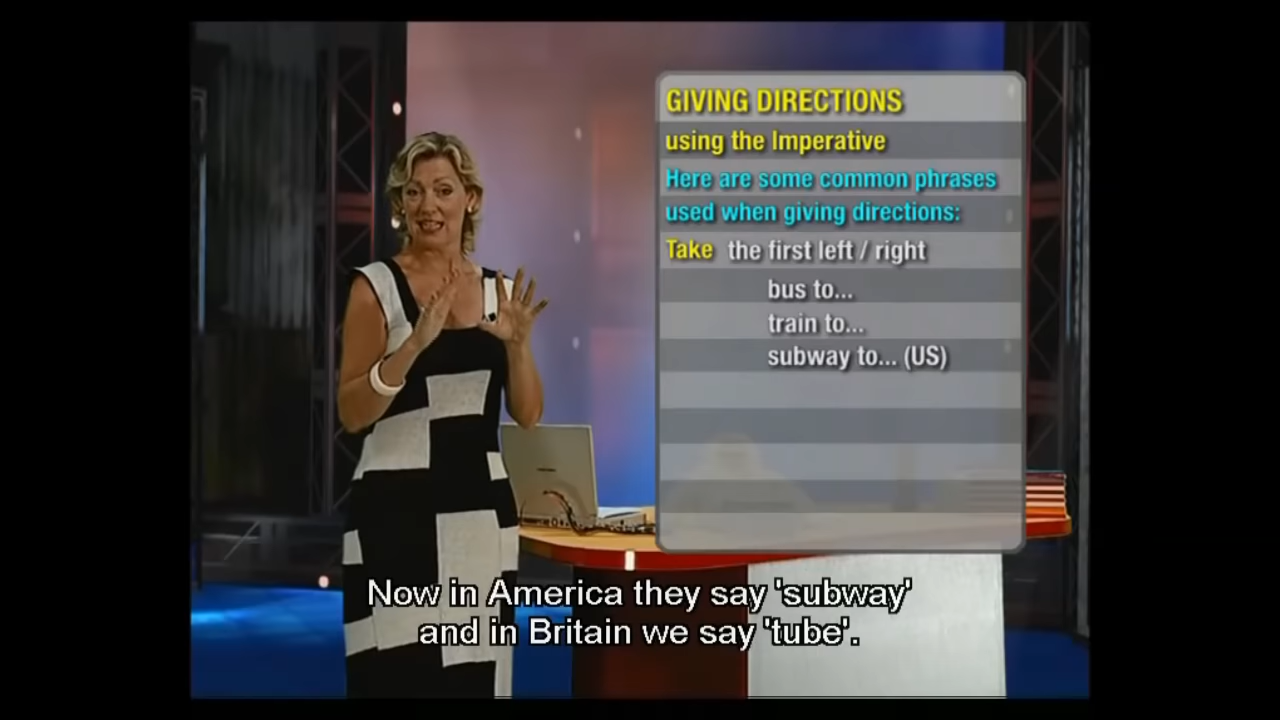 GIVING DIRECTIONS
using the Imperative
Here are some common phrases
used when giving directions:
Take the first left / right
bus to...
train to...
subway to... (US)
Now in America they say 'subway'
and in Britain we say 'tube'.